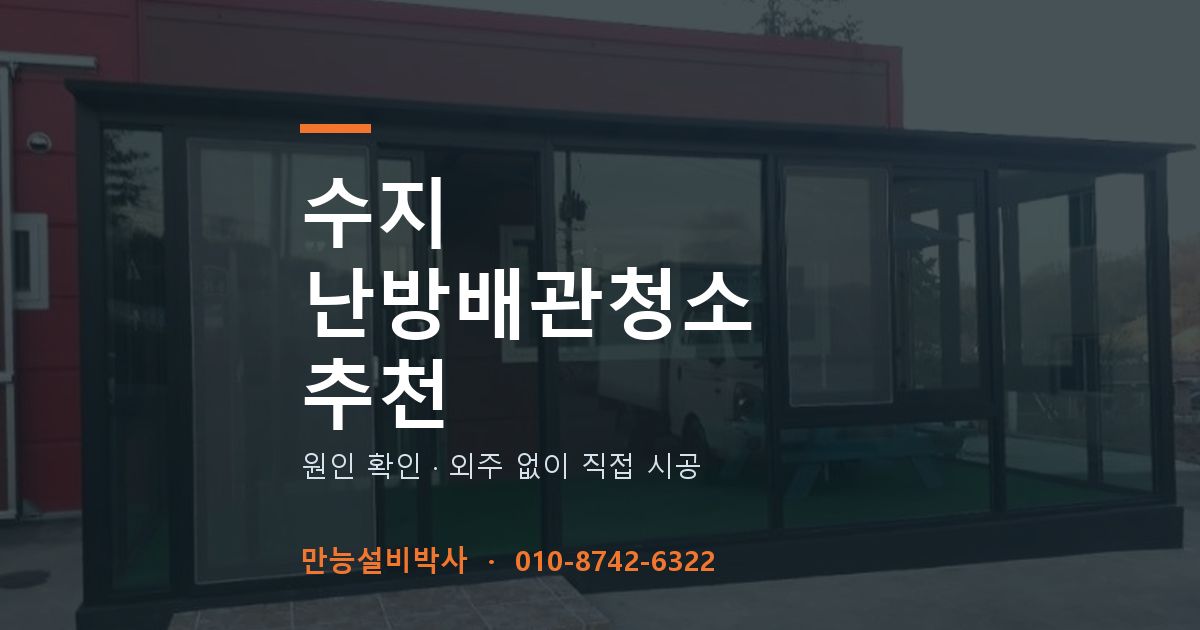 수지
난방배관청소
추천
원인 확인 · 외주 없이 직접 시공
만능설비박사 · 010-8742-6322